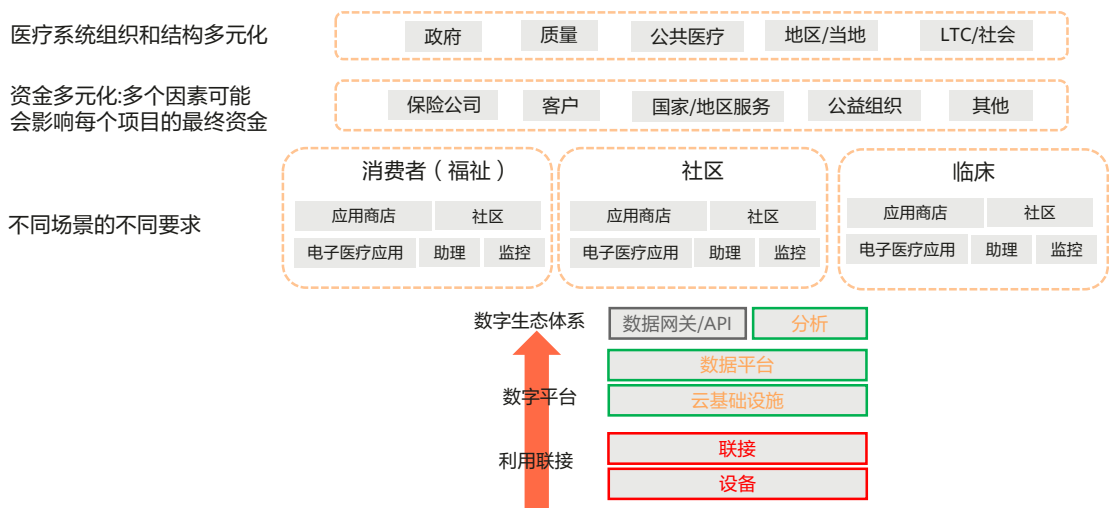 医疗系统组织和结构多元化
政府 质量 公共医疗 地区/当地 LTC/社会
资金多元化:多个因素可能
会影响每个项目的最终资金
保险公司 客户 国家/地区服务 公益组织 其他
不同场景的不同要求
消费者（福祉）
应用商店 社区
电子医疗应用 助理 监控
社区
应用商店 社区
电子医疗应用 助理 监控
临床
应用商店 社区
电子医疗应用 助理 监控
数字生态体系
数据网关/API 分析
数字平台
数据平台
云基础设施
利用联接
联接
设备